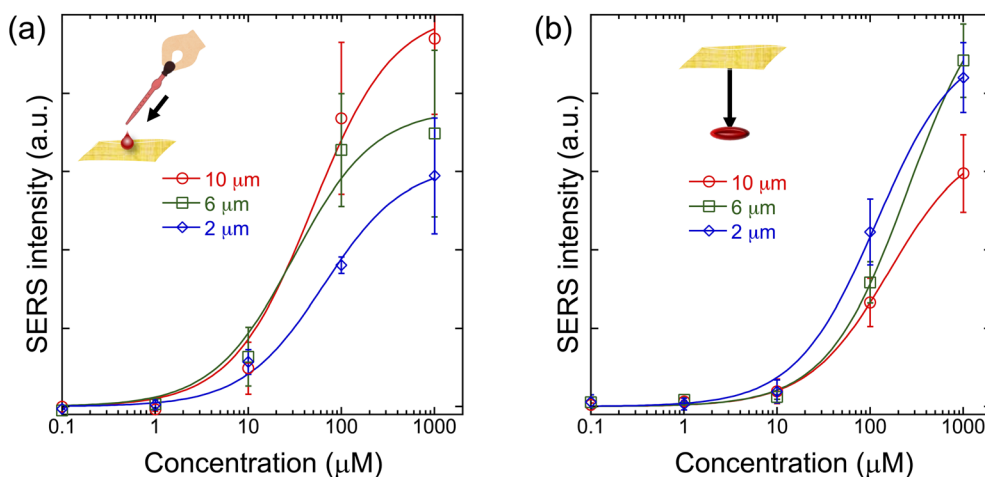 (a)
SERS intensity (a.u.)
10 μm
6 μm
2 μm
0.1 1 10 100 1000
Concentration (μM)
(b)
SERS intensity (a.u.)
10 μm
6 μm
2 μm
0.1 1 10 100 1000
Concentration (μM)